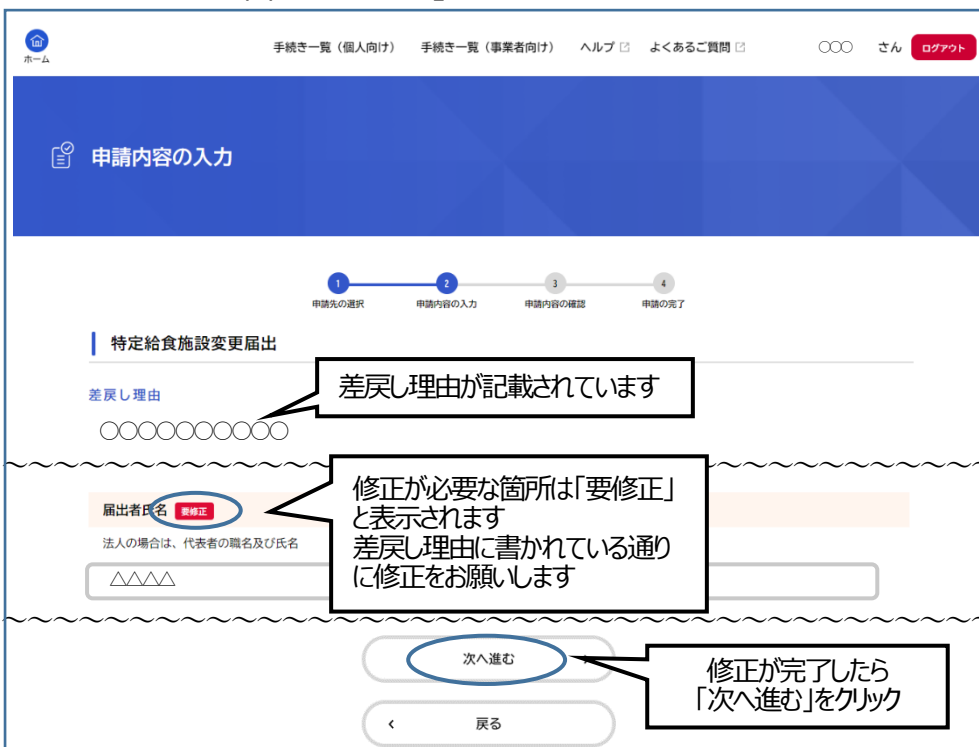 手続き一覧（個人向け） 手続き一覧（事業者向け） ヘルプ よくあるご質問 ○○○ さん ログアウト
ホーム
申請内容の入力
1 2 3 4
申請先の選択 申請内容の入力 申請内容の確認 申請の完了
特定給食施設変更届出
差戻し理由が記載されています
差戻し理由
○○○○○○○○○○
修正が必要な箇所は「要修正」
と表示されます
差戻し理由に書かれている通り
に修正をお願いします
届出者氏名 要修正
法人の場合は、代表者の職名及び氏名
△△△△
次へ進む
修正が完了したら
「次へ進む」をクリック
戻る